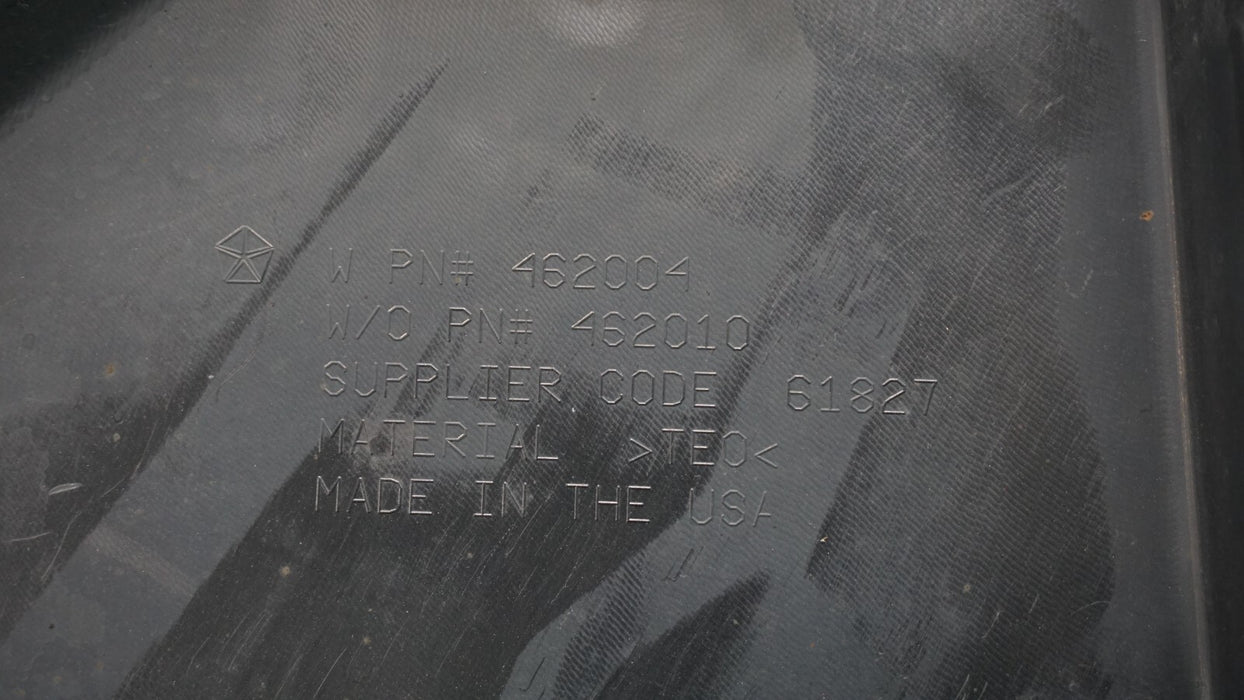 W PN# 462004
W/O PN# 462010
SUPPLIER CODE 61827
MATERIAL >TEO<
MADE IN THE USA